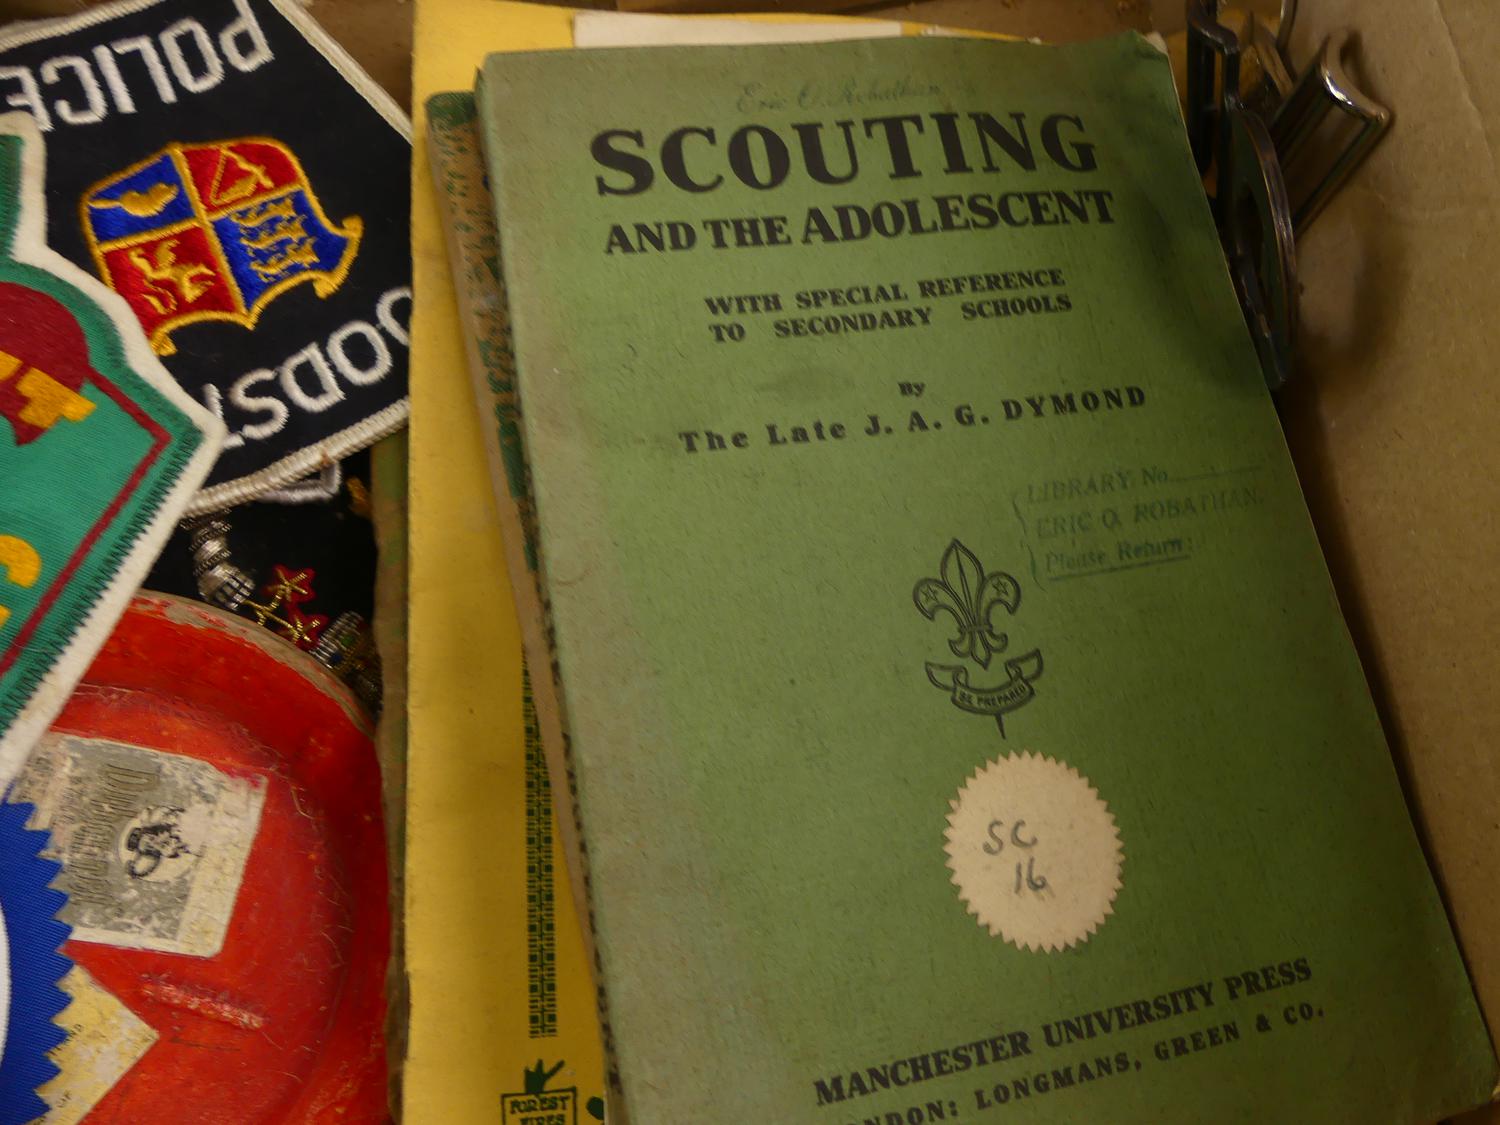 POLICE
Eric O. Robathan
SCOUTING
AND THE ADOLESCENT
WITH SPECIAL REFERENCE
TO SECONDARY SCHOOLS
By
The Late J. A. G. DYMOND
LIBRARY No.
ERIC O. ROBATHAN.
Please Return:
BE PREPARED
SC
16
MANCHESTER UNIVERSITY PRESS
LONDON: LONGMANS, GREEN & CO.
FOREST
FIRES